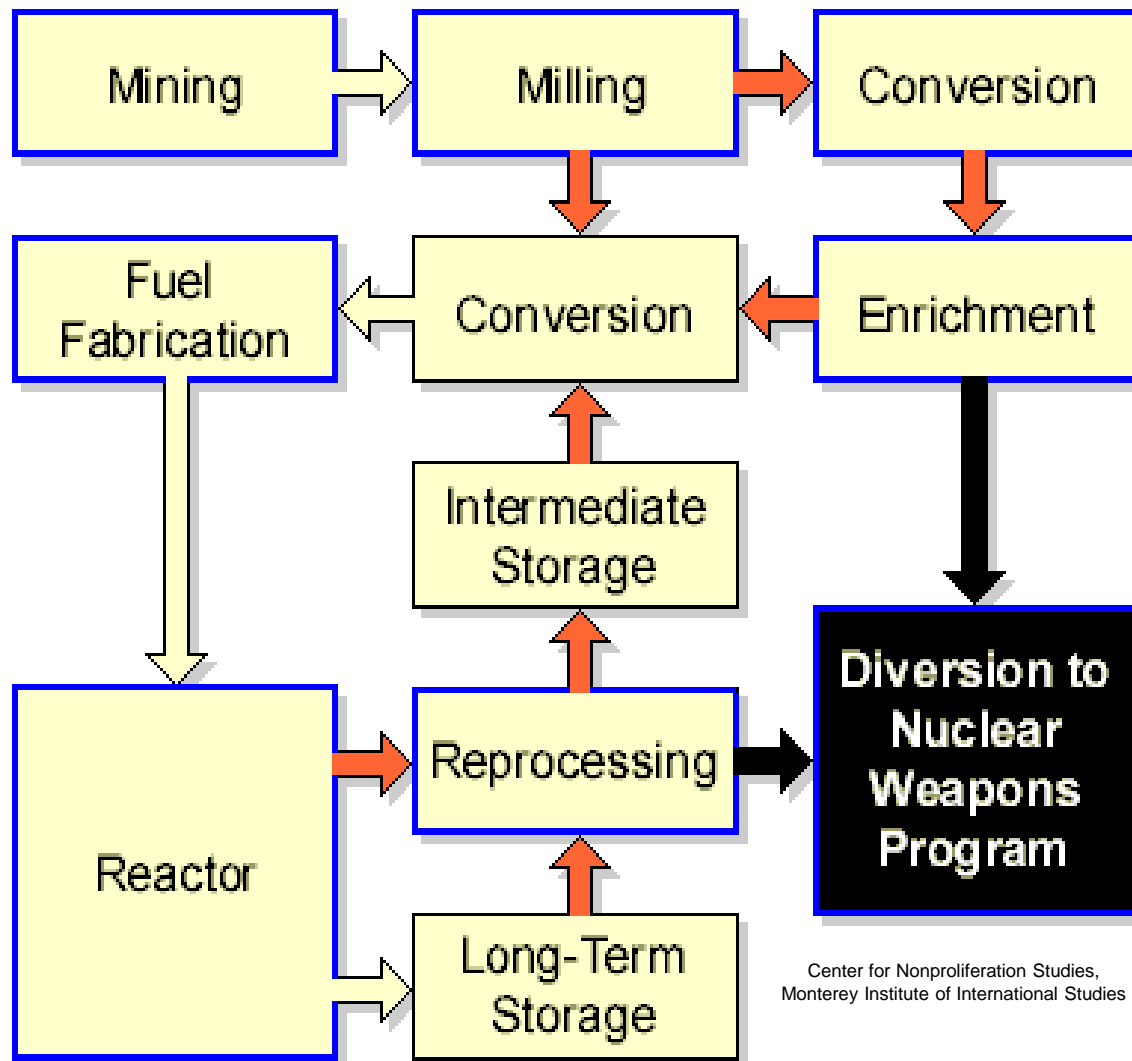 Mining
Milling
Conversion
Fuel
Fabrication
Conversion
Enrichment
Intermediate
Storage
Reactor
Reprocessing
Diversion to
Nuclear
Weapons
Program
Long-Term
Storage
Center for Nonproliferation Studies,
Monterey Institute of International Studies